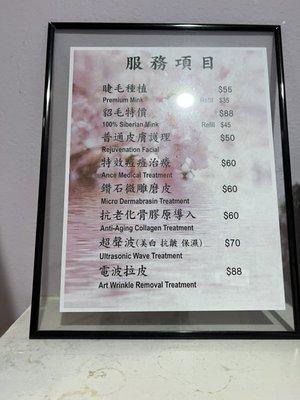 服務項目
睫毛種植 $55
Premium Mink Refill $35
貂毛特價 $88
100% Siberian Mink Refill $45
普通皮膚護理 $50
Rejuvenation Facial
特效粧痘治療 $60
Ance Medical Treatment
鑽石微雕磨皮 $60
Micro Dermabrasin Treatment
抗老化骨膠原導入 $60
Anti-Aging Collagen Treatment
超聲波(美白 抗皺 保濕) $70
Ultrasonic Wave Treatment
電波拉皮 $88
Art Wrinkle Removal Treatment